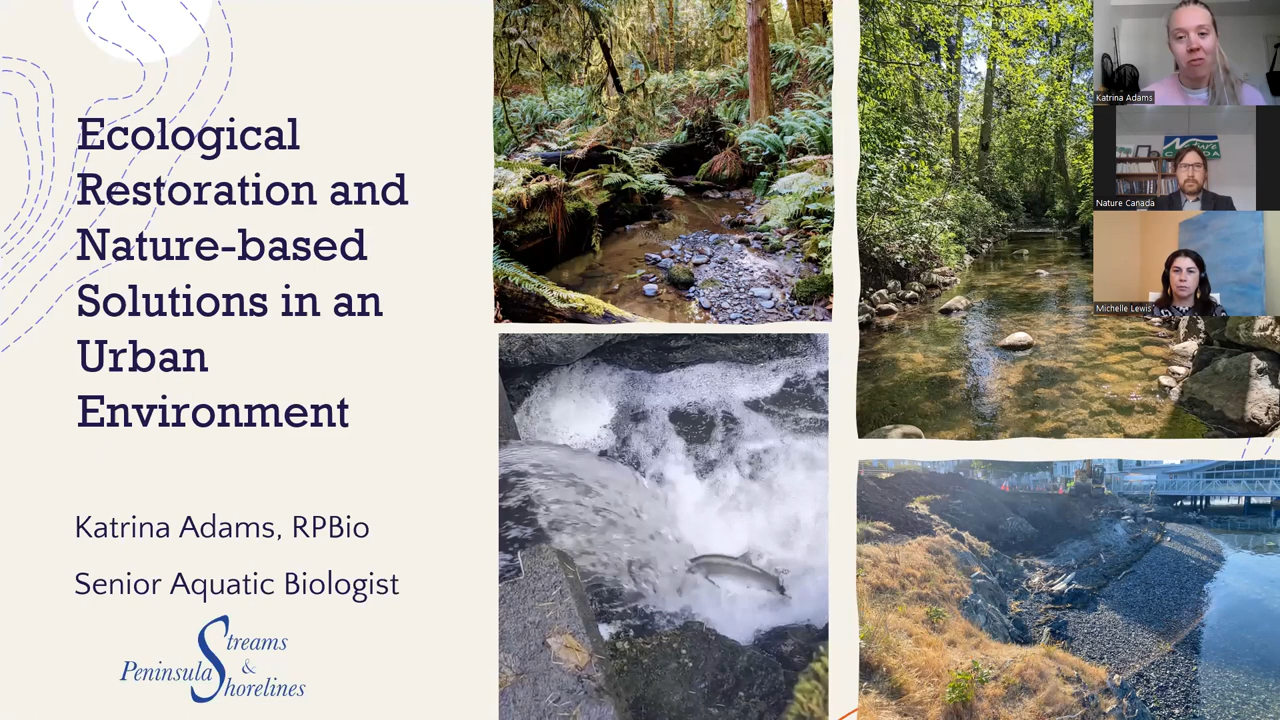 Ecological
Restoration and
Nature-based
Solutions in an
Urban
Environment
Katrina Adams, RPBio
Senior Aquatic Biologist
Peninsula Streams
&
Shorelines
Katrina Adams
Nature Canada
Michelle Lewis